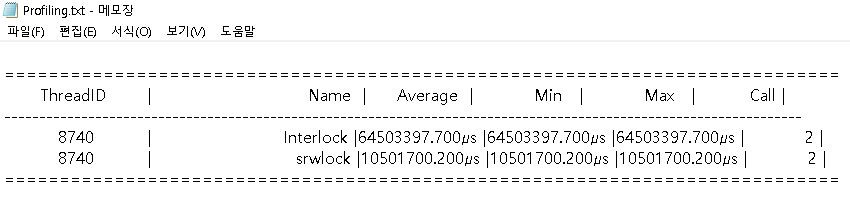 Profiling.txt - 메모장
파일(F) 편집(E) 서식(O) 보기(V) 도움말
================================================================================
ThreadID | Name | Average | Min | Max | Call |
--------------------------------------------------------------------------------
8740 | Interlock |64503397.700µs |64503397.700µs |64503397.700µs | 2 |
8740 | srwlock |10501700.200µs |10501700.200µs |10501700.200µs | 2 |
================================================================================